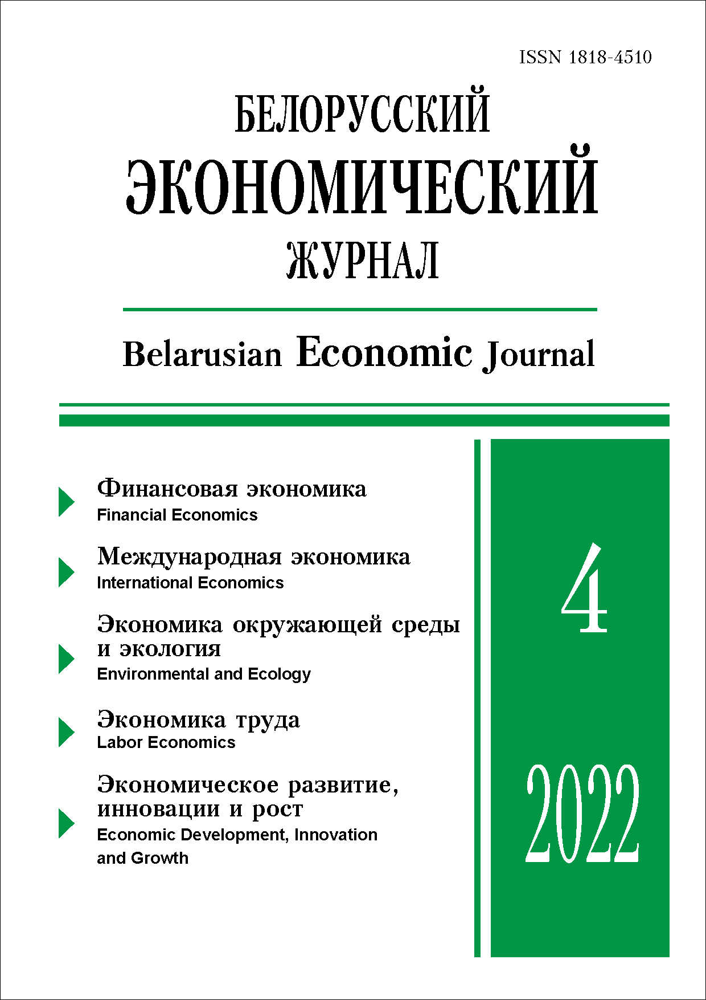 ISSN 1818-4510
БЕЛОРУССКИЙ
ЭКОНОМИЧЕСКИЙ
ЖУРНАЛ
Belarusian Economic Journal
Финансовая экономика
Financial Economics
Международная экономика
International Economics
Экономика окружающей среды
и экология
Environmental and Ecology
Экономика труда
Labor Economics
Экономическое развитие,
инновации и рост
Economic Development, Innovation
and Growth
4
2022